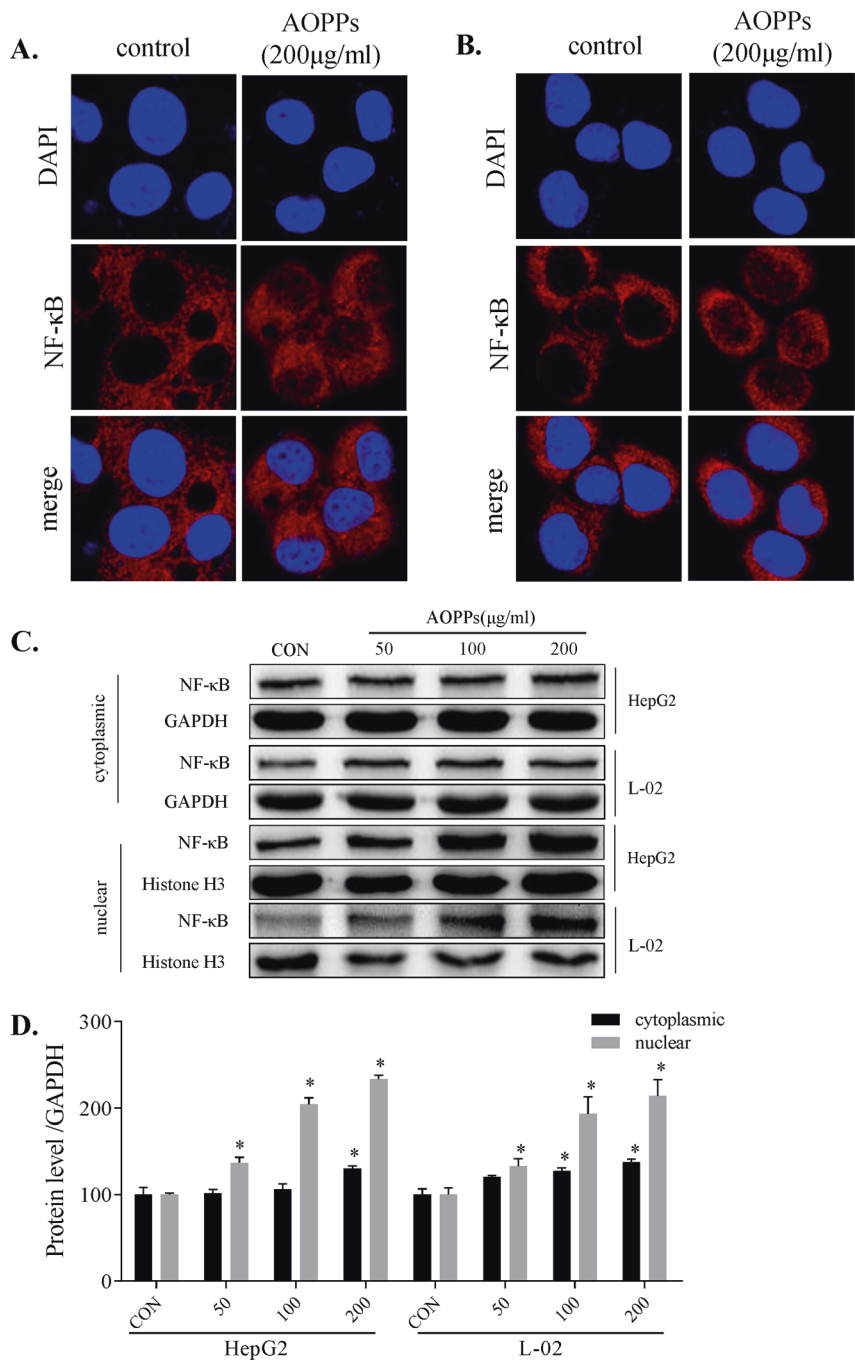 A.
control
AOPPs
(200μg/ml)
DAPI
NF-κB
merge
B.
control
AOPPs
(200μg/ml)
DAPI
NF-κB
merge
C.
AOPPs(μg/ml)
CON 50 100 200
cytoplasmic
NF-κB
GAPDH
HepG2
NF-κB
GAPDH
L-02
nuclear
NF-κB
Histone H3
HepG2
NF-κB
Histone H3
L-02
D.
Protein level /GAPDH
300
200
100
0
cytoplasmic
nuclear
* * * * * * * * *
CON 50 100 200 CON 50 100 200
HepG2 L-02